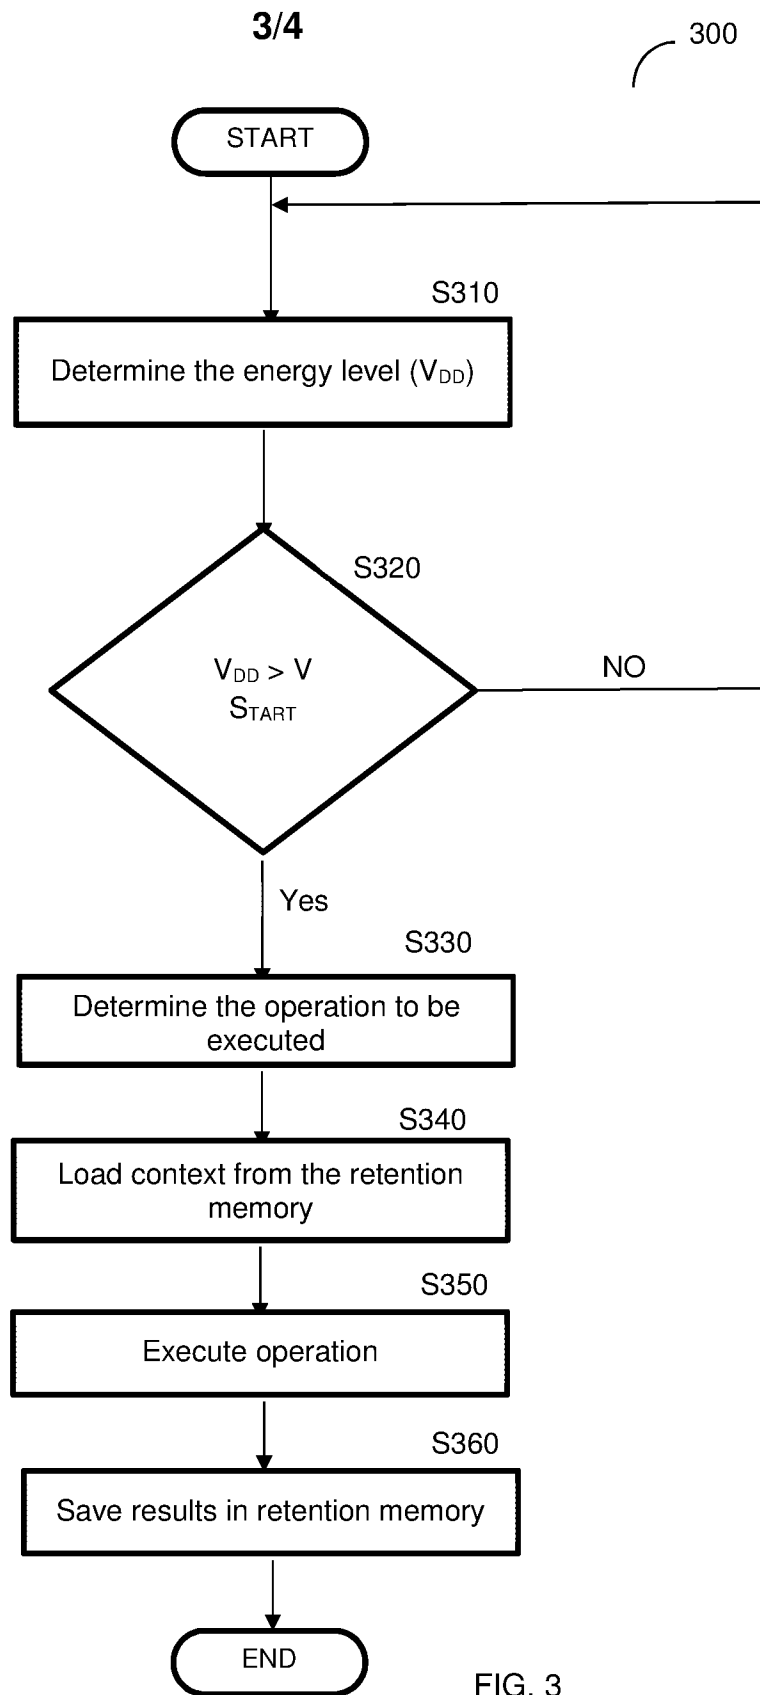 3/4
300
START
S310
Determine the energy level (VDD)
S320
VDD > V
START
NO
Yes
S330
Determine the operation to be
executed
S340
Load context from the retention
memory
S350
Execute operation
S360
Save results in retention memory
END
FIG. 3